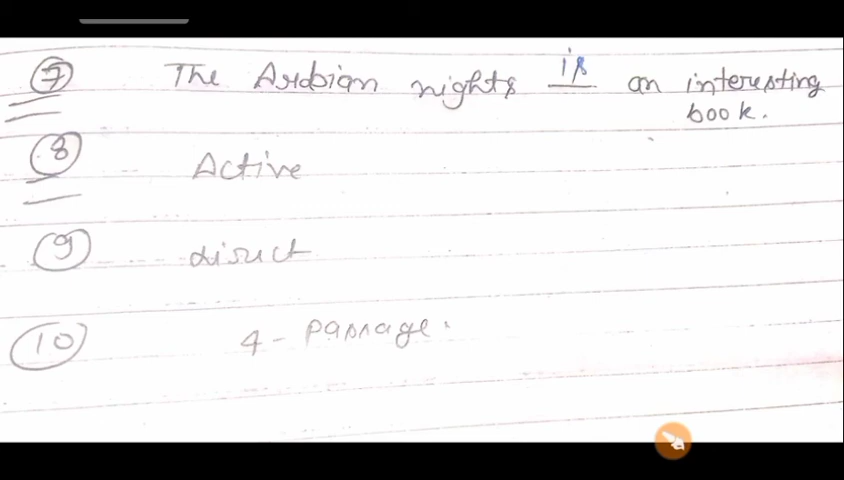 7 The Arabian nights is an interesting
book.
8 Active
9 direct
10 4- Passage.